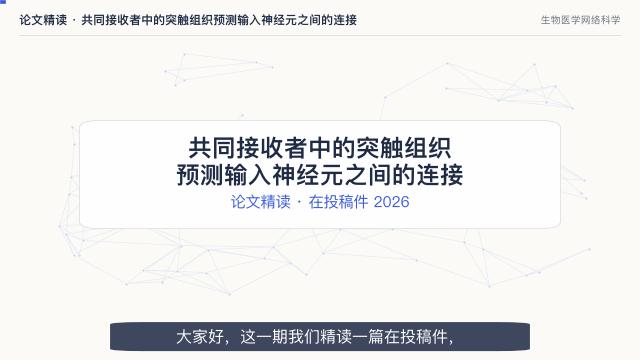 论文精读 · 共同接收者中的突触组织预测输入神经元之间的连接
生物医学网络科学
共同接收者中的突触组织
预测输入神经元之间的连接
论文精读 · 在投稿件 2026
大家好，这一期我们精读一篇在投稿件，